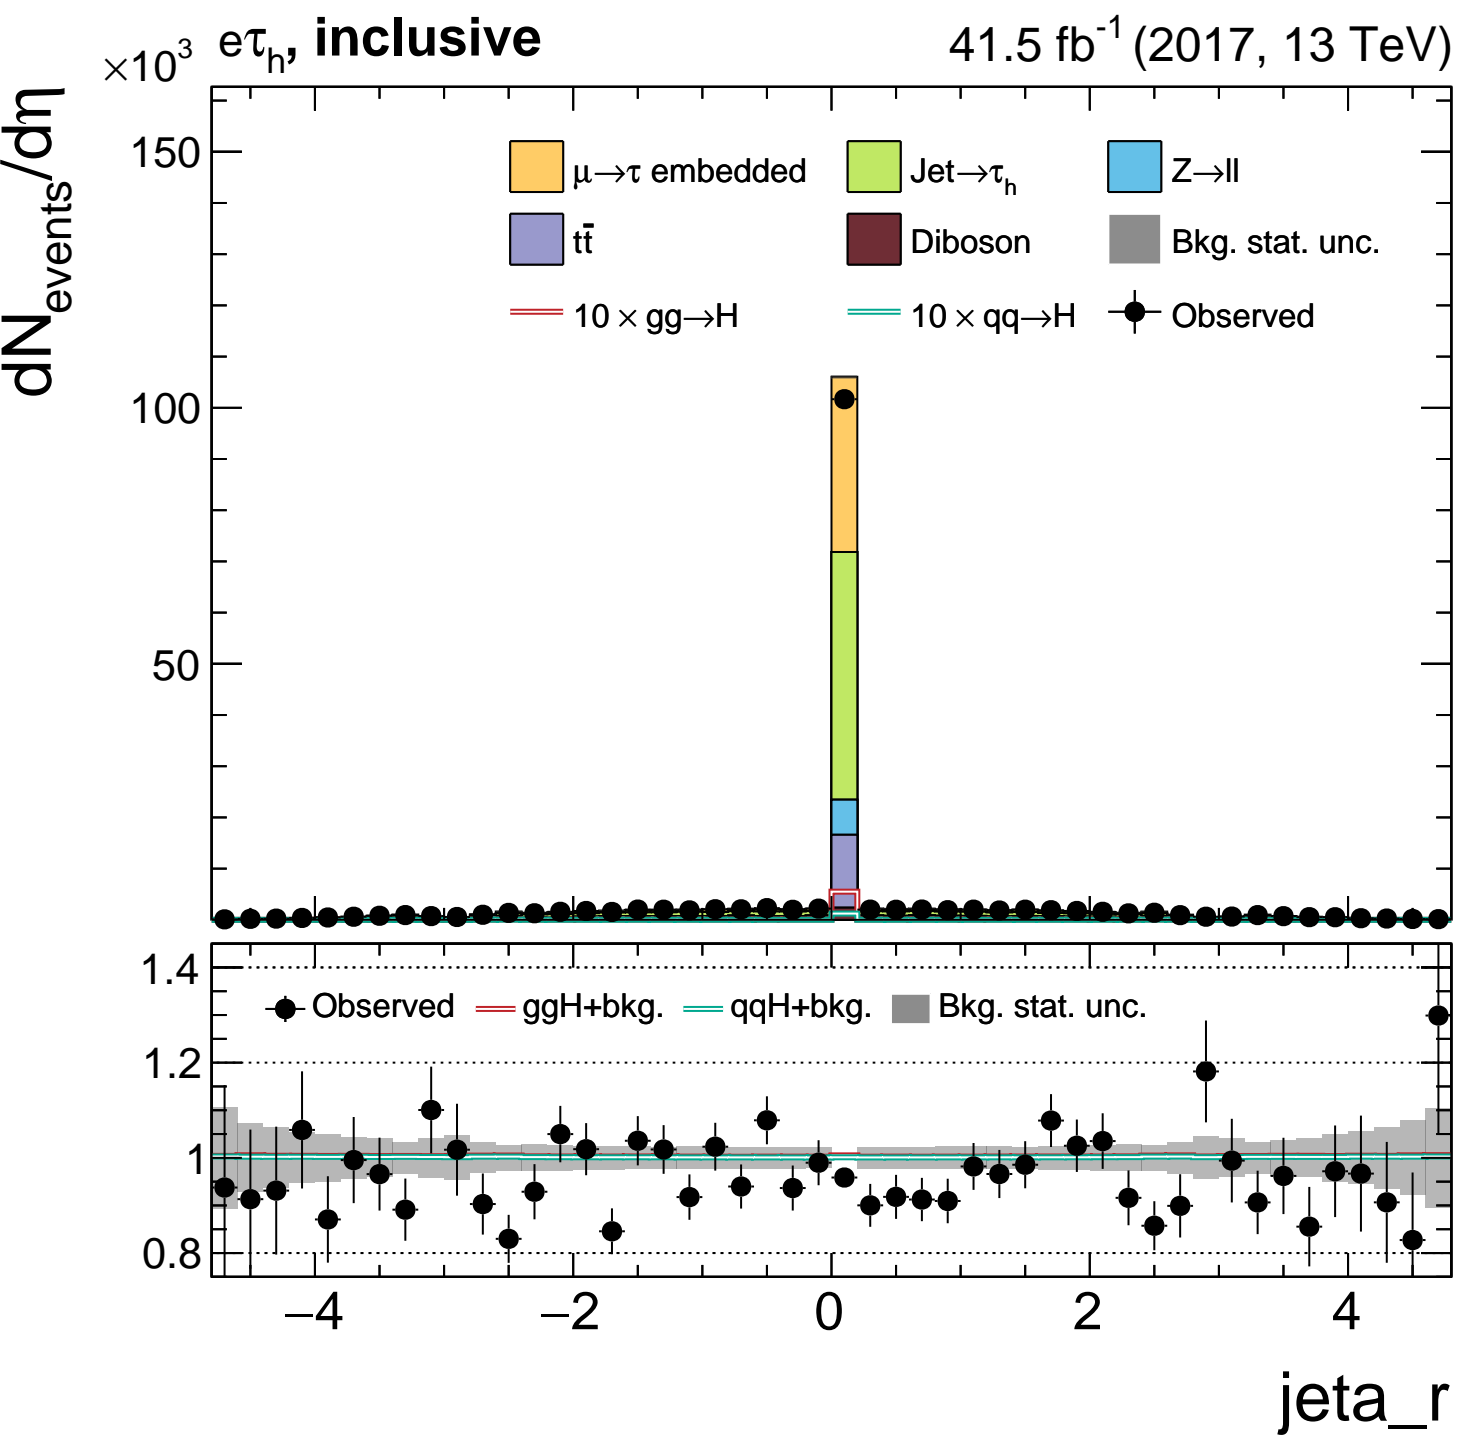 ×10³ eτₕ, inclusive 41.5 fb⁻¹ (2017, 13 TeV)
dN_events/dη
150
100
50
μ→τ embedded Jet→τₕ Z→ll
tt̄ Diboson Bkg. stat. unc.
10 × gg→H 10 × qq→H Observed
1.4
1.2
1
0.8
Observed ggH+bkg. qqH+bkg. Bkg. stat. unc.
−4 −2 0 2 4
jeta_r